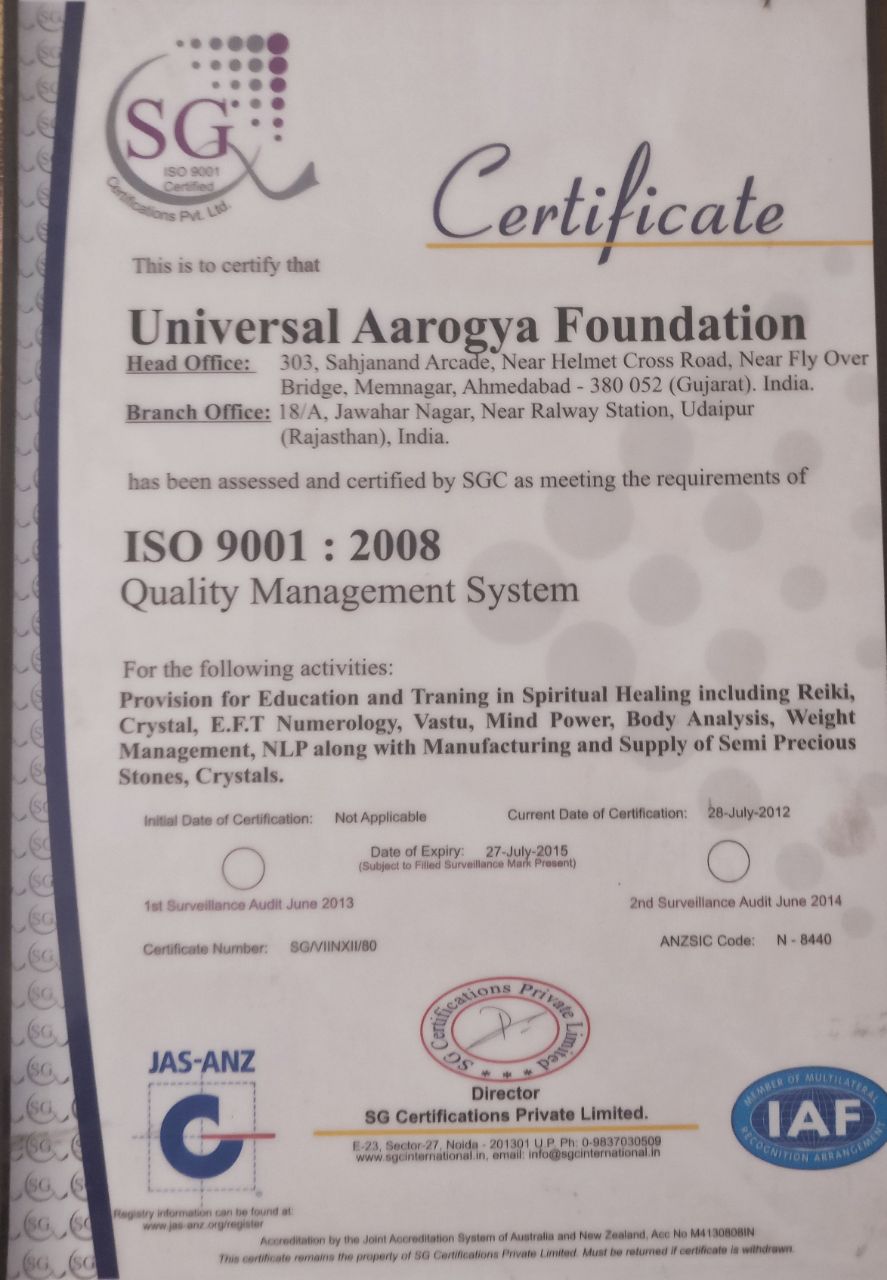 SG
ISO 9001
Certified
Certifications Pvt. Ltd.
Certificate
This is to certify that
Universal Aarogya Foundation
Head Office: 303, Sahjanand Arcade, Near Helmet Cross Road, Near Fly Over
Bridge, Memnagar, Ahmedabad - 380 052 (Gujarat). India.
Branch Office: 18/A, Jawahar Nagar, Near Ralway Station, Udaipur
(Rajasthan), India.
has been assessed and certified by SGC as meeting the requirements of
ISO 9001 : 2008
Quality Management System
For the following activities:
Provision for Education and Traning in Spiritual Healing including Reiki,
Crystal, E.F.T Numerology, Vastu, Mind Power, Body Analysis, Weight
Management, NLP along with Manufacturing and Supply of Semi Precious
Stones, Crystals.
Initial Date of Certification: Not Applicable Current Date of Certification: 28-July-2012
Date of Expiry: 27-July-2015
(Subject to Filled Surveillance Mark Present)
1st Surveillance Audit June 2013 2nd Surveillance Audit June 2014
Certificate Number: SG/VIINXII/80 ANZSIC Code: N - 8440
SG Certifications Private Limited
JAS-ANZ
Director
SG Certifications Private Limited.
E-23, Sector-27, Noida - 201301 U.P. Ph: 0-9837030509
www.sgcinternational.in, email: info@sgcinternational.in
MEMBER OF MULTILATERAL
IAF
RECOGNITION ARRANGEMENT
Registry information can be found at
www.jas-anz.org/register
Accreditation by the Joint Accreditation System of Australia and New Zealand, Acc No M4130808IN
This certificate remains the property of SG Certifications Private Limited. Must be returned if certificate is withdrawn.